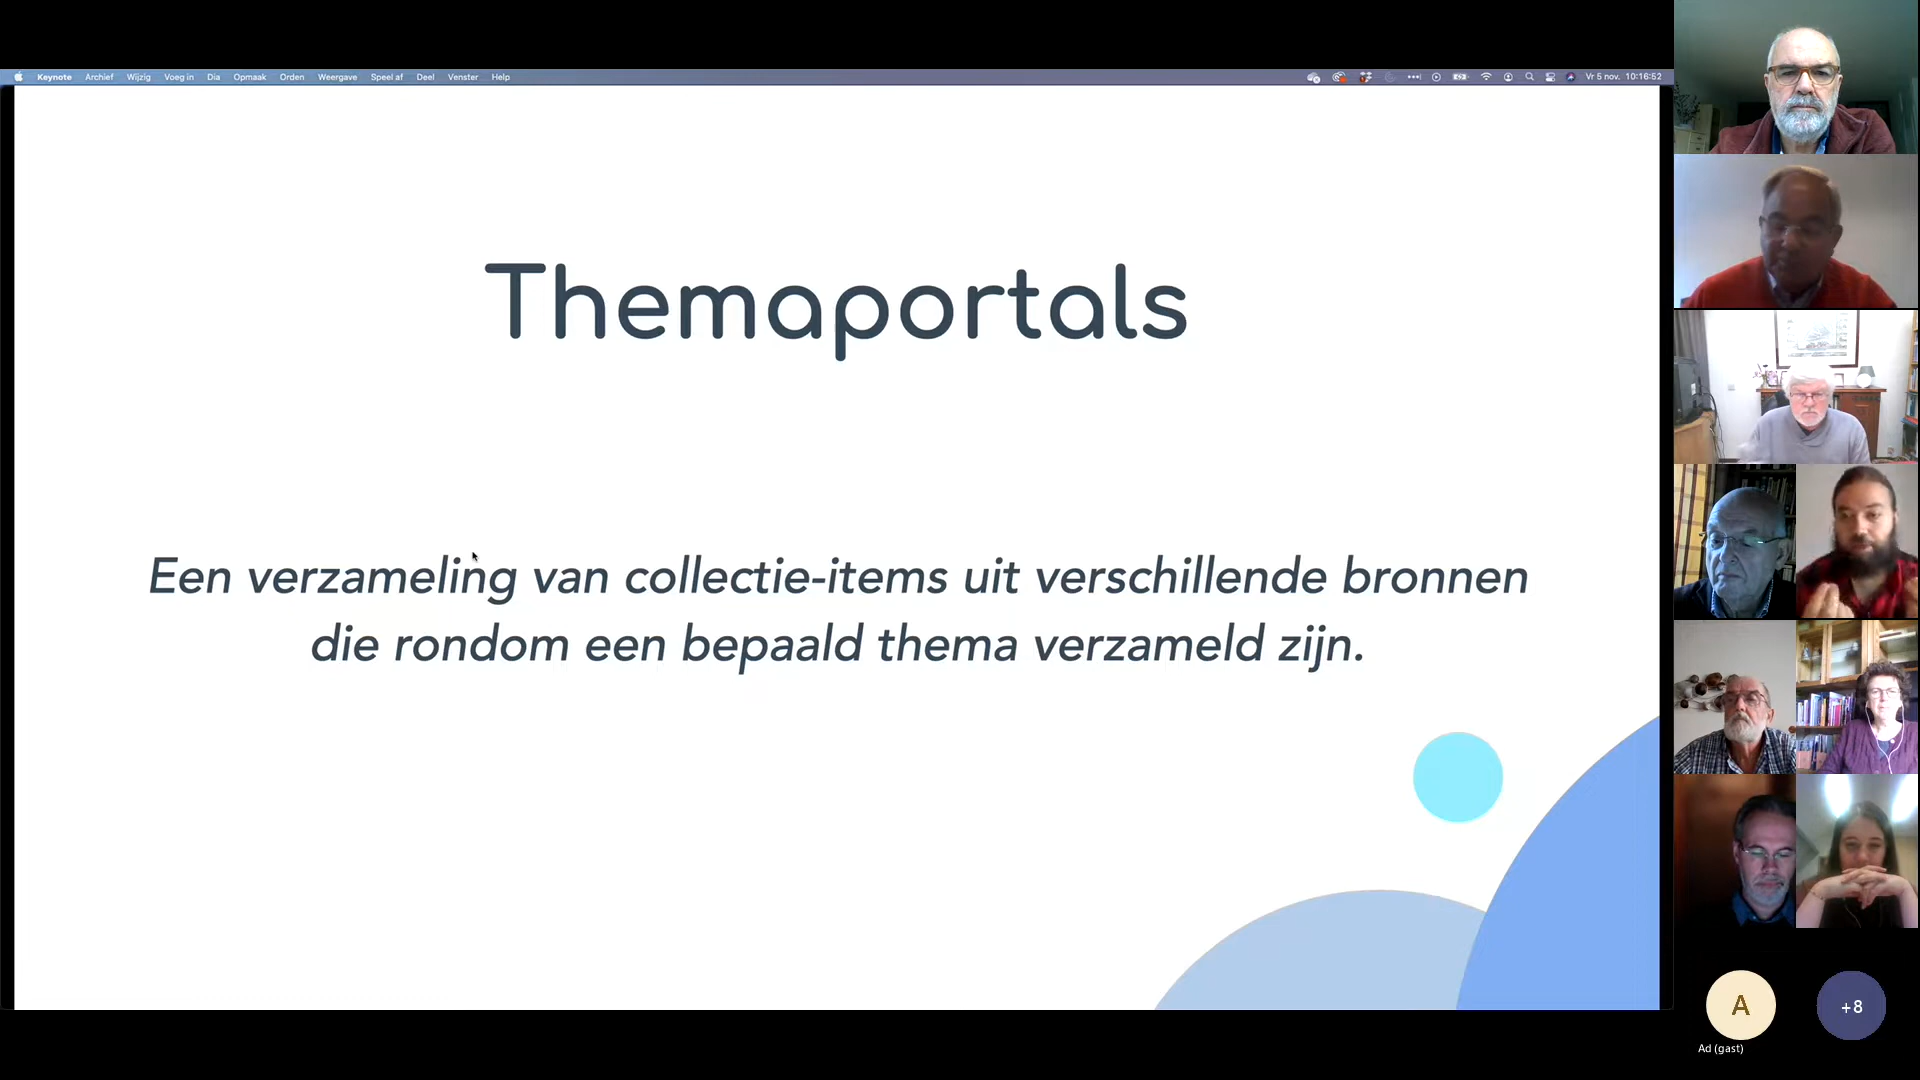 Keynote Archief Wijzig Voeg in Dia Opmaak Orden Weergave Speel af Deel Venster Help
Vr 5 nov. 10:16:52
Themaportals
Een verzameling van collectie-items uit verschillende bronnen
die rondom een bepaald thema verzameld zijn.
A
+8
Ad (gast)